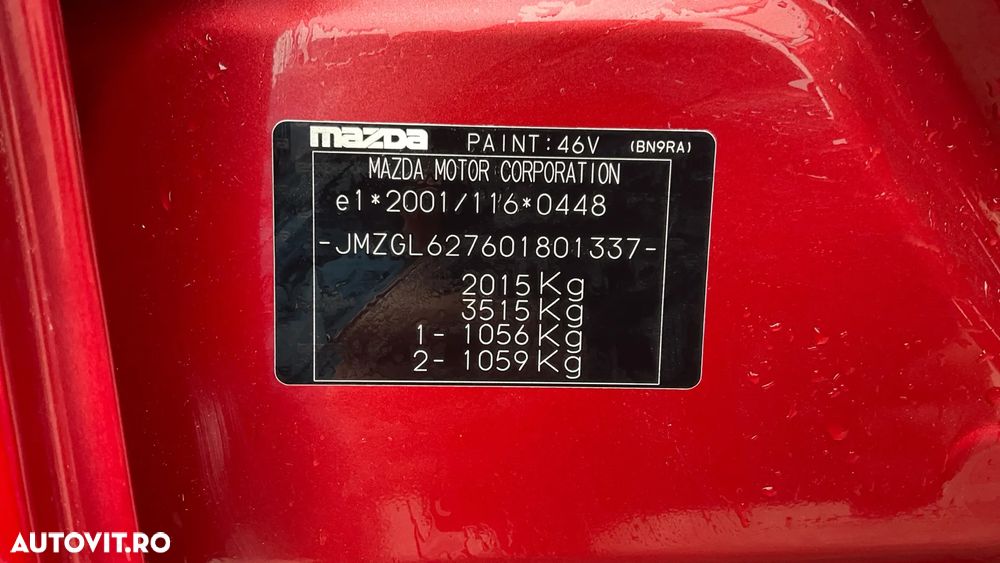 mazda PAINT:46V (BN9RA)
MAZDA MOTOR CORPORATION
e1*2001/116*0448
-JMZGL627601801337-
2015Kg
3515Kg
1- 1056Kg
2- 1059Kg
AUTOVIT.RO